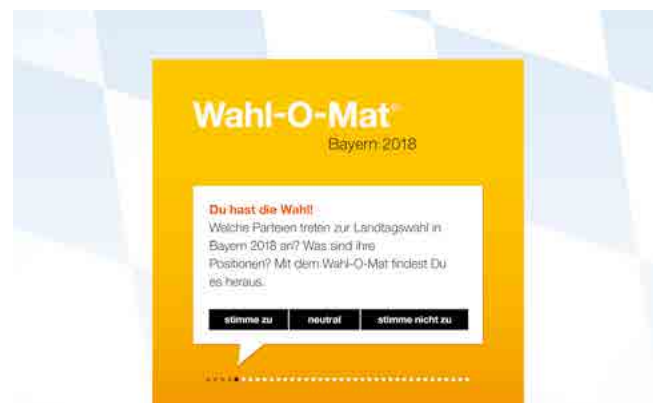 Wahl-O-Mat®
Bayern 2018
Du hast die Wahl!
Welche Parteien treten zur Landtagswahl in
Bayern 2018 an? Was sind ihre
Positionen? Mit dem Wahl-O-Mat findest Du
es heraus.
stimme zu neutral stimme nicht zu